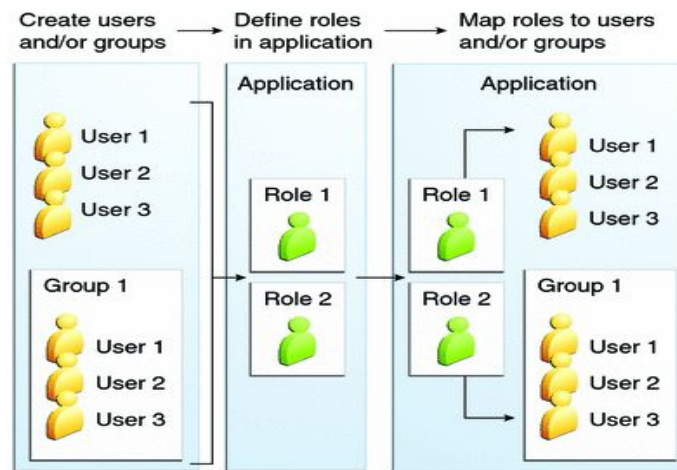 Create users
and/or groups
Define roles
in application
Map roles to users
and/or groups
User 1
User 2
User 3
Group 1
User 1
User 2
User 3
Application
Role 1
Role 2
Application
Role 1
Role 2
User 1
User 2
User 3
Group 1
User 1
User 2
User 3